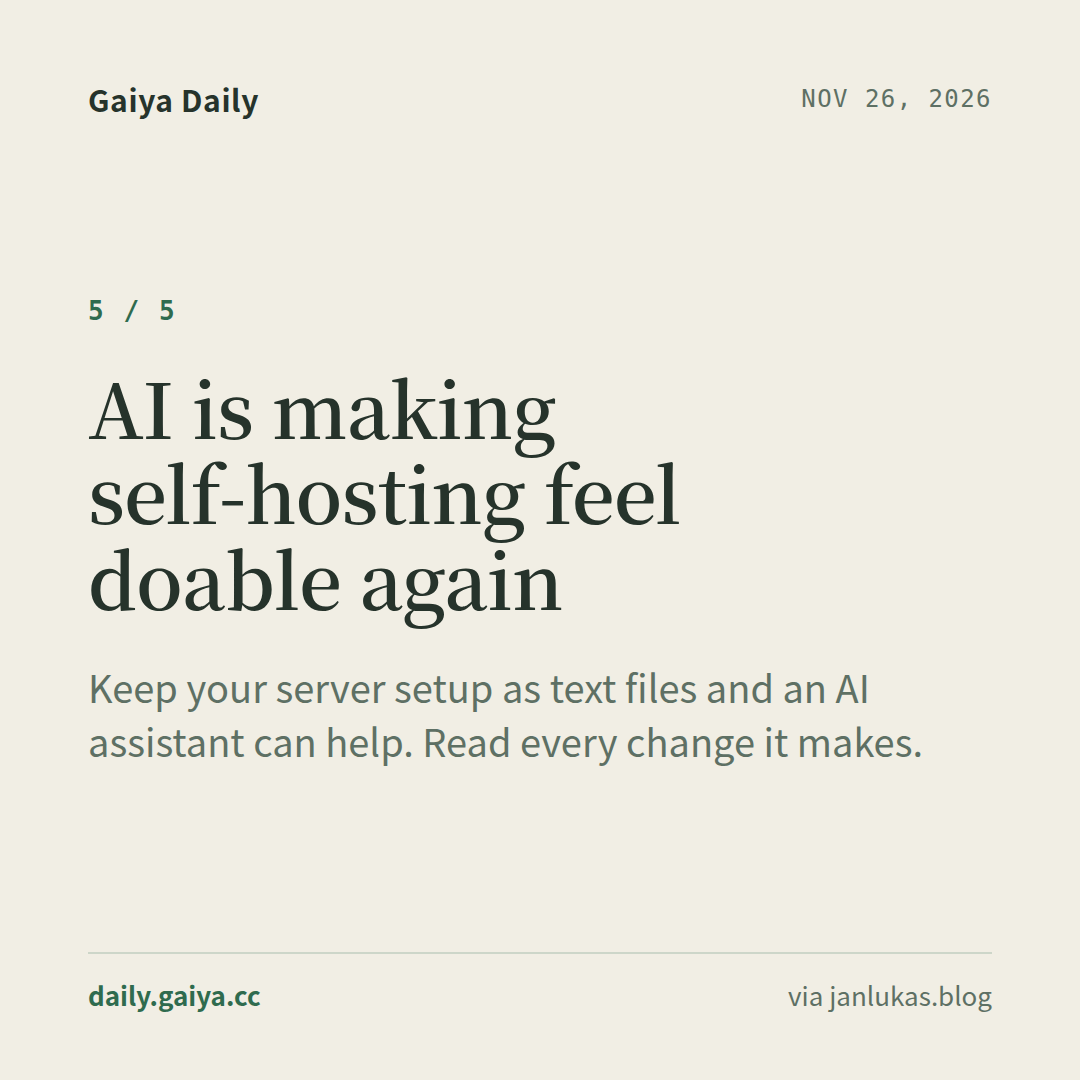 Gaiya Daily
NOV 26, 2026
5 / 5
AI is making
self-hosting feel
doable again
Keep your server setup as text files and an AI
assistant can help. Read every change it makes.
daily.gaiya.cc
via janlukas.blog